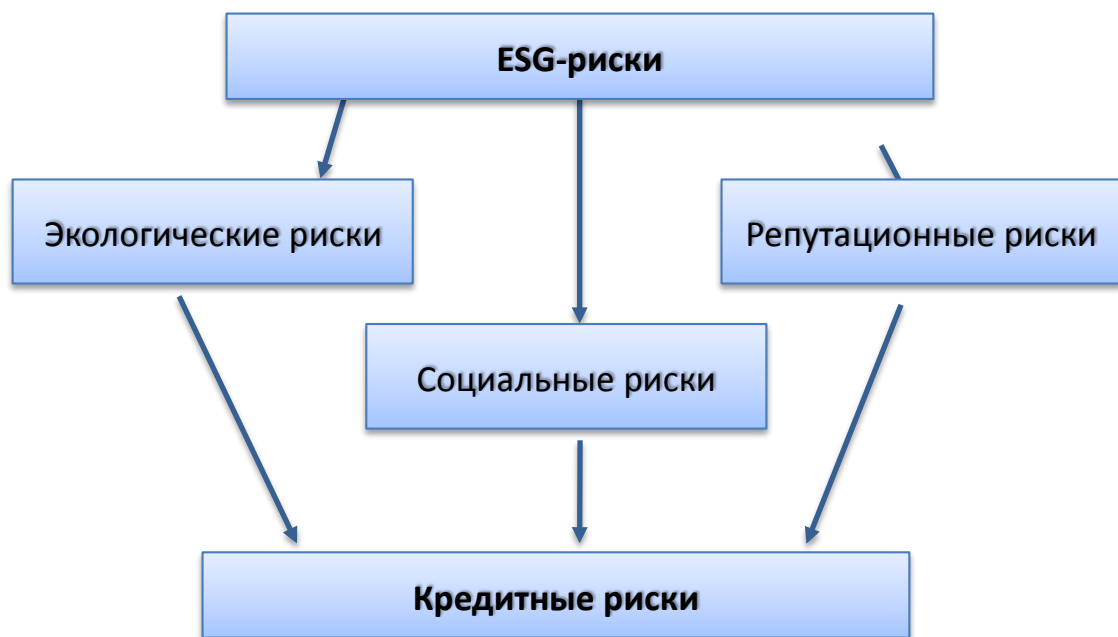 ESG-риски
Экологические риски
Репутационные риски
Социальные риски
Кредитные риски